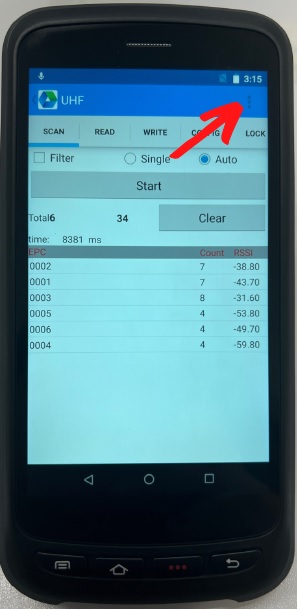 3:15
UHF
SCAN READ WRITE LOCK
Filter Single Auto
Start
Total6 34 Clear
time: 8381 ms
EPC Count RSSI
0002 7 -38.80
0001 7 -43.70
0003 8 -31.60
0005 4 -53.80
0006 4 -49.70
0004 4 -59.80